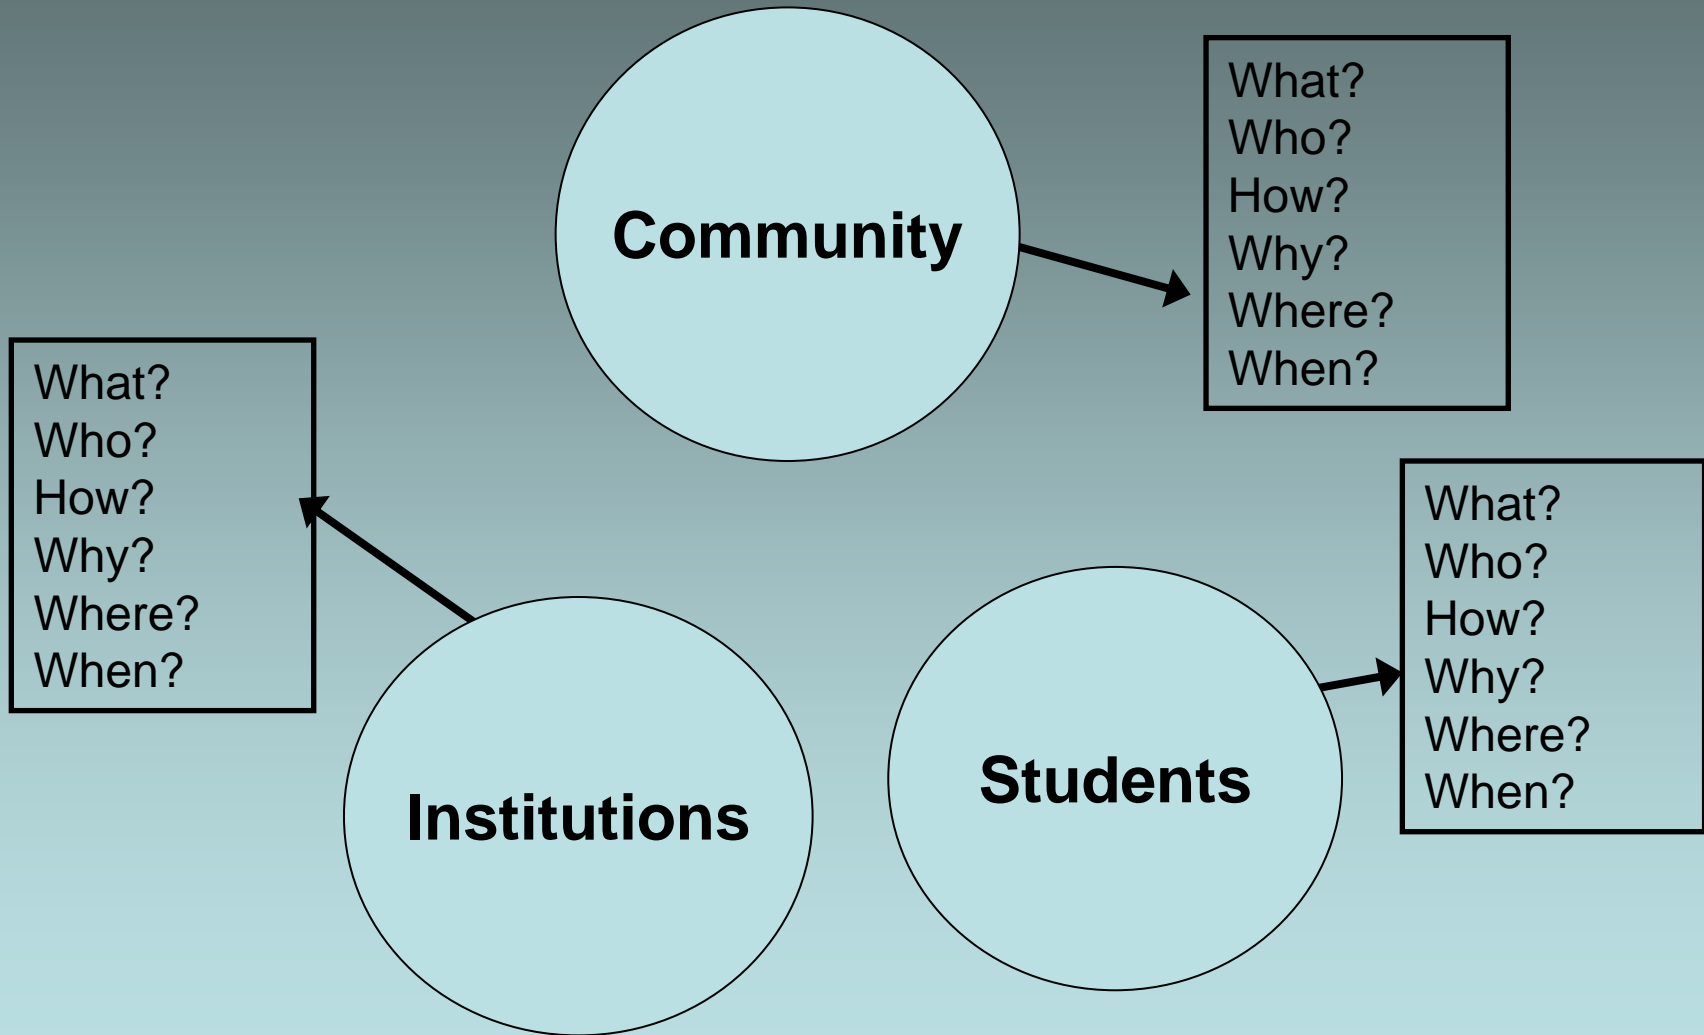 Community
What?
Who?
How?
Why?
Where?
When?
What?
Who?
How?
Why?
Where?
When?
Institutions
Students
What?
Who?
How?
Why?
Where?
When?